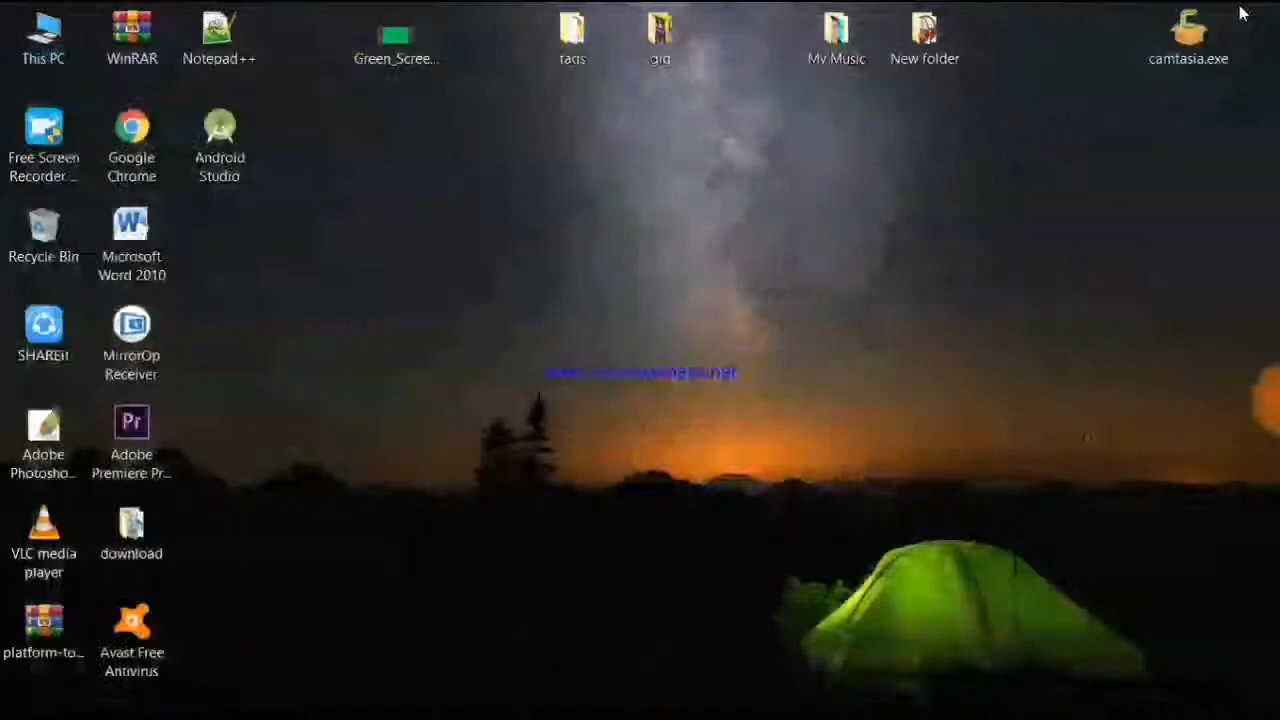 This PC
WinRAR
Notepad++
Green_Scree...
tags
gig
My Music
New folder
camtasia.exe
Free Screen
Recorder ...
Google
Chrome
Android
Studio
Recycle Bin
Microsoft
Word 2010
SHAREit
MirrorOp
Receiver
Adobe
Photosho...
Adobe
Premiere Pr...
VLC media
player
download
platform-to...
Avast Free
Antivirus